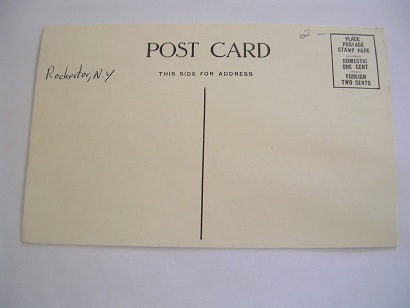 2 -
PLACE
POSTAGE
STAMP HERE
DOMESTIC
ONE CENT
FOREIGN
TWO CENTS
POST CARD
THIS SIDE FOR ADDRESS
Rochester, N.Y.